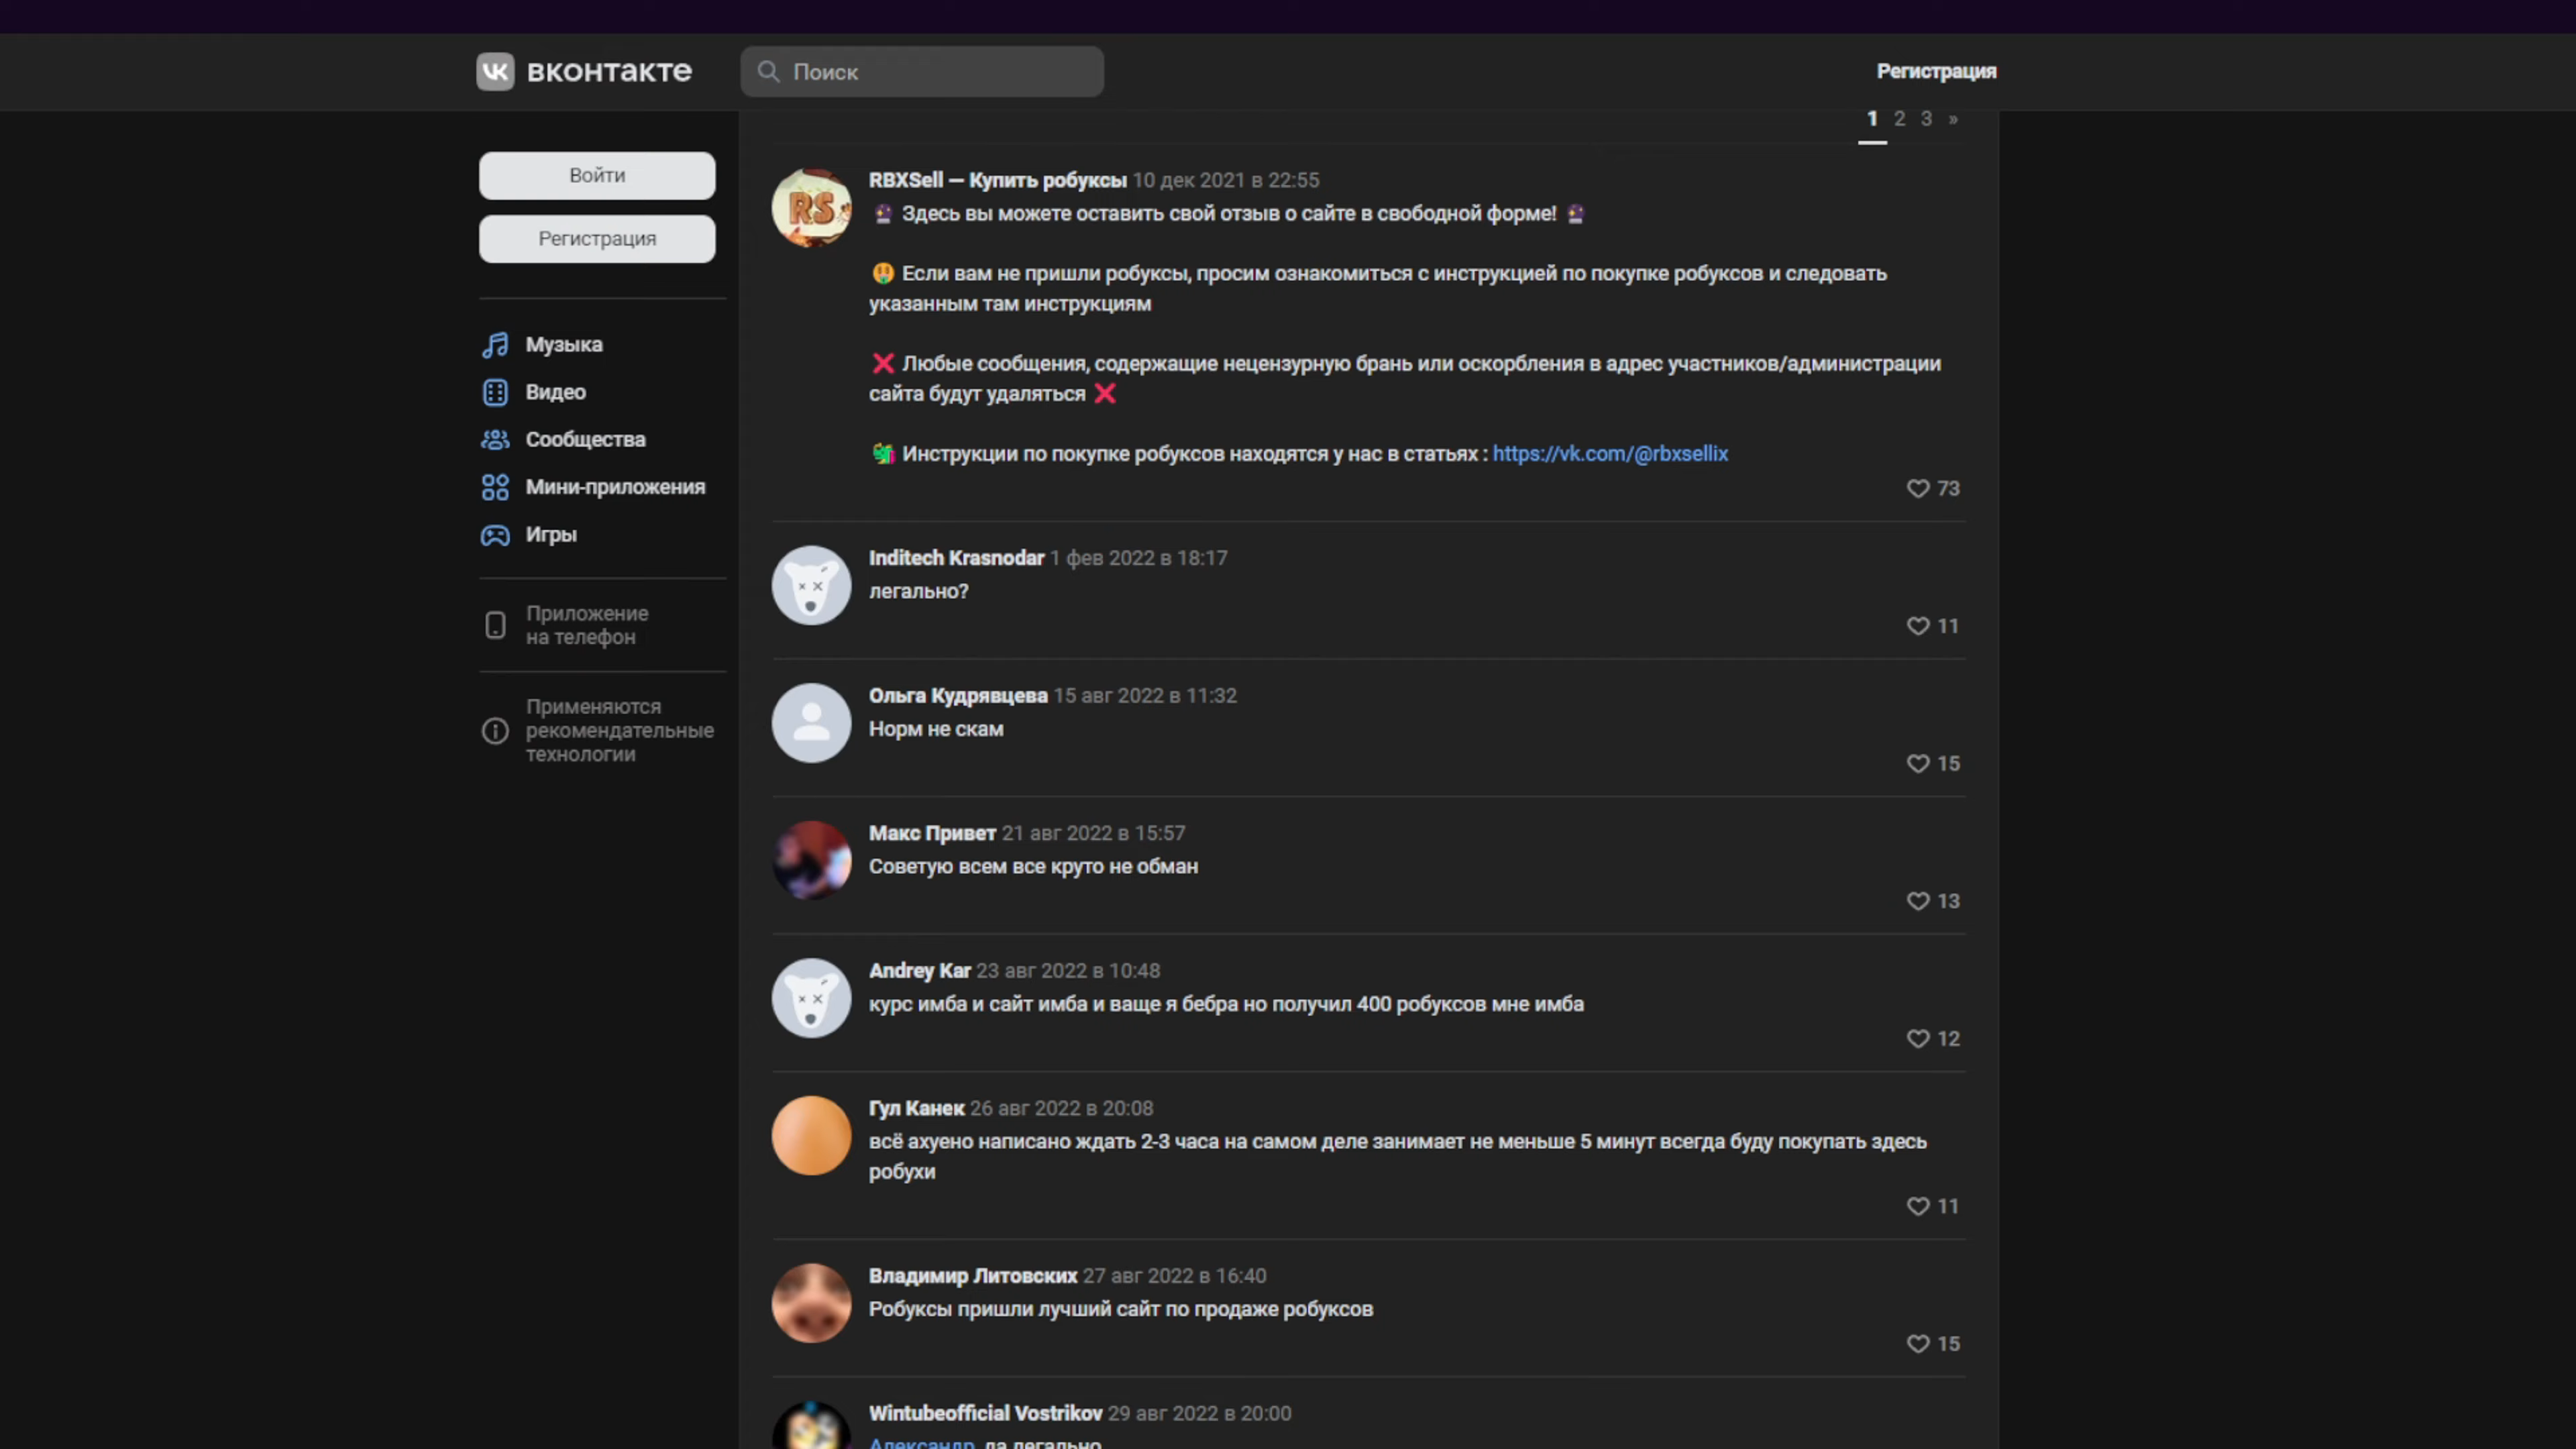 вконтакте
Поиск
Регистрация
1 2 3 »
Войти
Регистрация
Музыка
Видео
Сообщества
Мини-приложения
Игры
Приложение
на телефон
Применяются
рекомендательные
технологии
RBXSell — Купить робуксы 10 дек 2021 в 22:55
Здесь вы можете оставить свой отзыв о сайте в свободной форме!
Если вам не пришли робуксы, просим ознакомиться с инструкцией по покупке робуксов и следовать
указанным там инструкциям
Любые сообщения, содержащие нецензурную брань или оскорбления в адрес участников/администрации
сайта будут удаляться
Инструкции по покупке робуксов находятся у нас в статьях : https://vk.com/@rbxsellix
73
Inditech Krasnodar 1 фев 2022 в 18:17
легально?
11
Ольга Кудрявцева 15 авг 2022 в 11:32
Норм не скам
15
Макс Привет 21 авг 2022 в 15:57
Советую всем все круто не обман
13
Andrey Kar 23 авг 2022 в 10:48
курс имба и сайт имба и ваще я бебра но получил 400 робуксов мне имба
12
Гул Канек 26 авг 2022 в 20:08
всё ахуено написано ждать 2-3 часа на самом деле занимает не меньше 5 минут всегда буду покупать здесь
робухи
11
Владимир Литовских 27 авг 2022 в 16:40
Робуксы пришли лучший сайт по продаже робуксов
15
Wintubeofficial Vostrikov 29 авг 2022 в 20:00
Александр, да легально